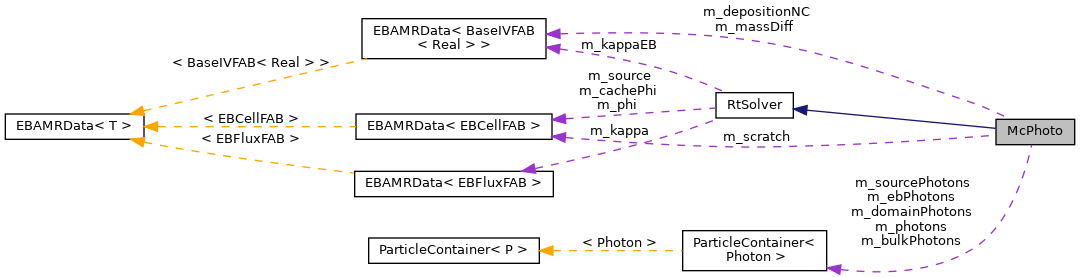 m_depositionNC
m_massDiff
EBAMRData< BaseIVFAB
< Real > >
m_kappaEB
< BaseIVFAB< Real > >
m_source
m_cachePhi
m_phi
RtSolver
EBAMRData< T >
< EBCellFAB >
EBAMRData< EBCellFAB >
McPhoto
< EBFluxFAB >
m_kappa
m_scratch
EBAMRData< EBFluxFAB >
m_sourcePhotons
m_ebPhotons
m_domainPhotons
m_photons
m_bulkPhotons
ParticleContainer< P >
< Photon >
ParticleContainer<
Photon >